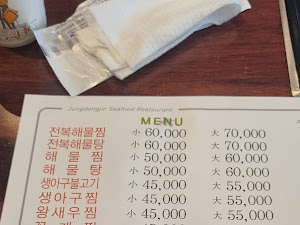 Jungdongjin Seafood Restaurant
MENU
전복해물찜 小 60,000 大 70,000
전복해물탕 小 60,000 大 70,000
해물찜 小 50,000 大 60,000
해물탕 小 50,000 大 60,000
생아구불고기 小 45,000 大 55,000
생아구찜 小 45,000 大 55,000
왕새우찜 小 45,000 大 55,000